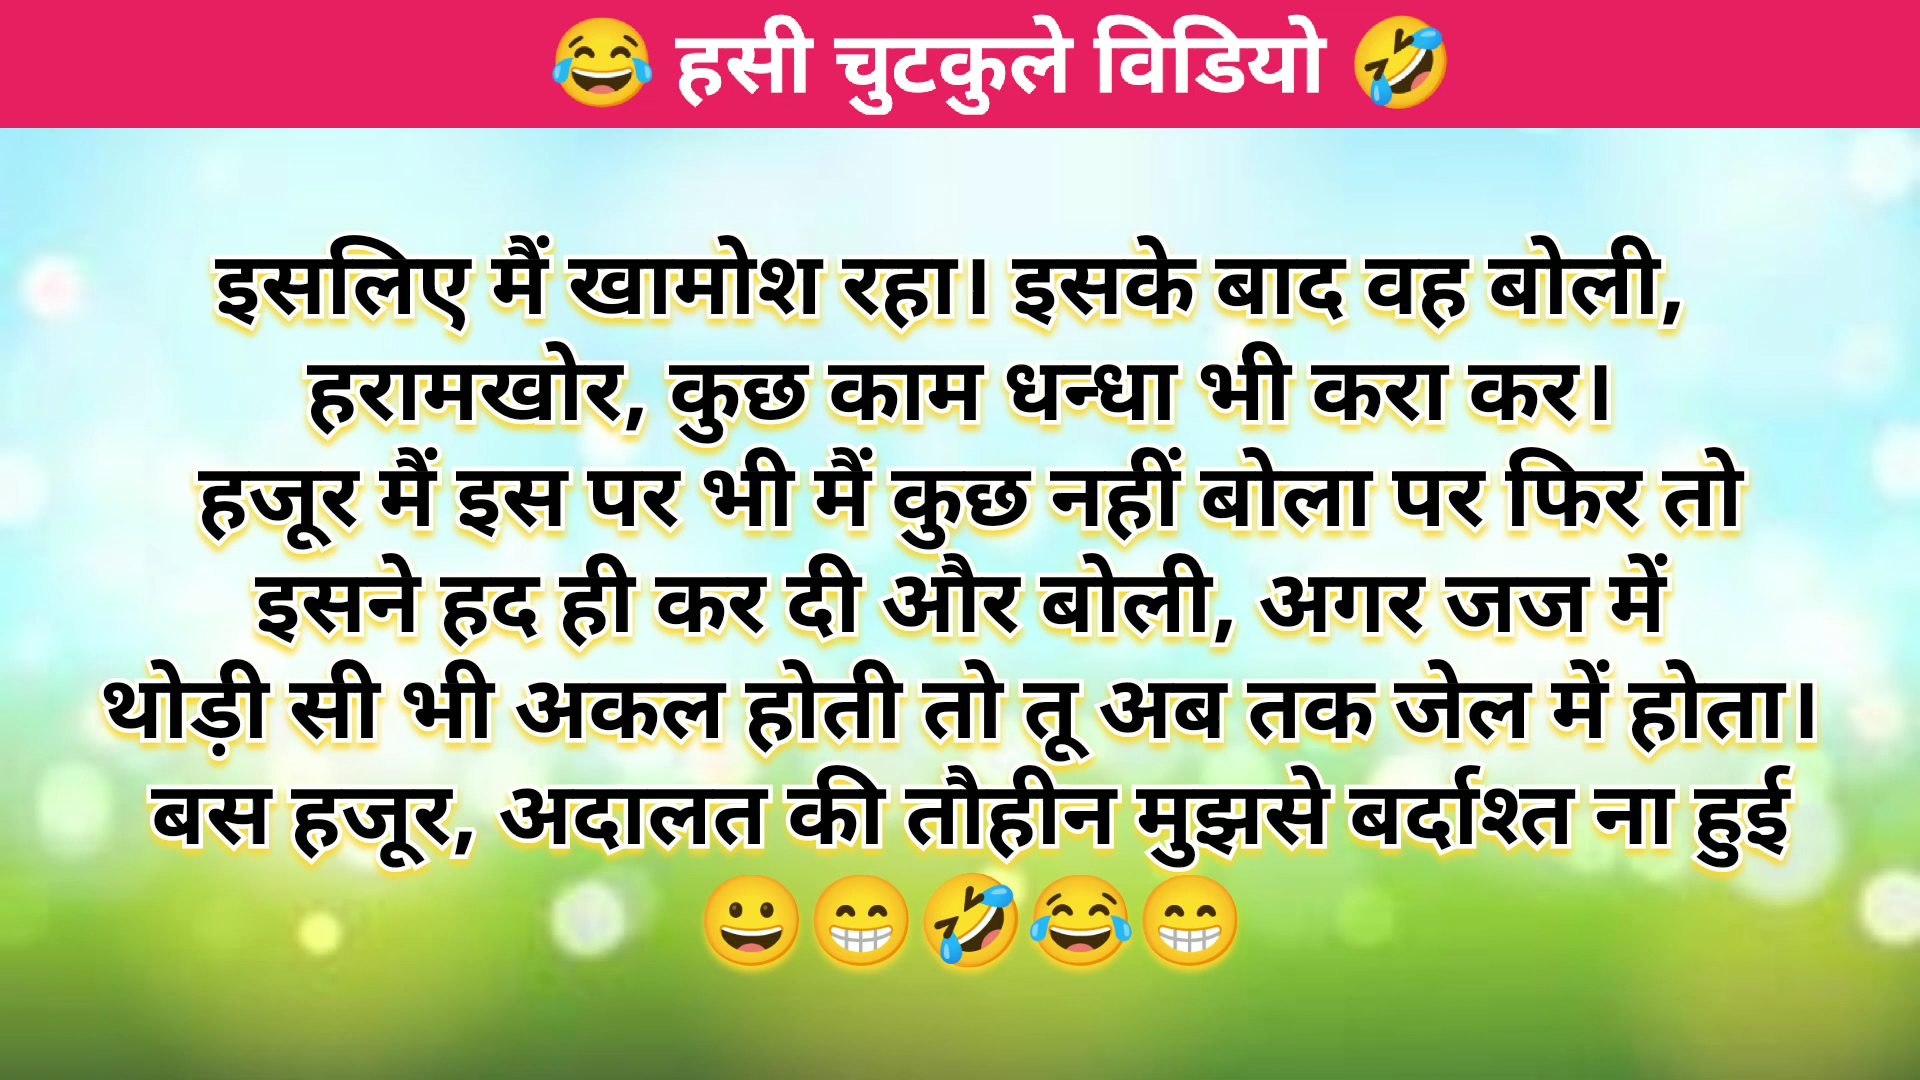 😂 हसी चुटकुले विडियो 🤣
इसलिए मैं खामोश रहा। इसके बाद वह बोली,
हरामखोर, कुछ काम धन्धा भी करा कर।
हजूर मैं इस पर भी मैं कुछ नहीं बोला पर फिर तो
इसने हद ही कर दी और बोली, अगर जज में
थोड़ी सी भी अकल होती तो तू अब तक जेल में होता।
बस हजूर, अदालत की तौहीन मुझसे बर्दाश्त ना हुई
😀😁🤣😂😁